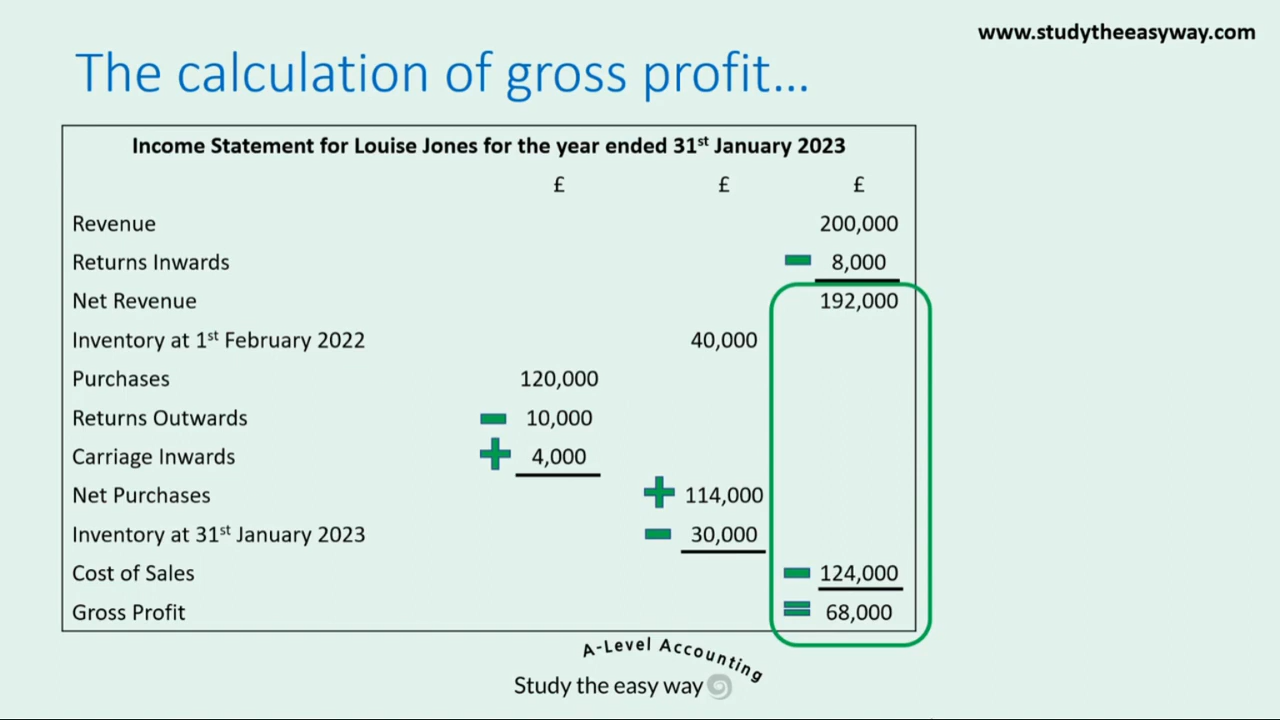 www.studytheeasyway.com
The calculation of gross profit...
Income Statement for Louise Jones for the year ended 31st January 2023
£ £ £
Revenue 200,000
Returns Inwards - 8,000
Net Revenue 192,000
Inventory at 1st February 2022 40,000
Purchases 120,000
Returns Outwards - 10,000
Carriage Inwards + 4,000
Net Purchases + 114,000
Inventory at 31st January 2023 - 30,000
Cost of Sales - 124,000
Gross Profit = 68,000
A-Level Accounting
Study the easy way